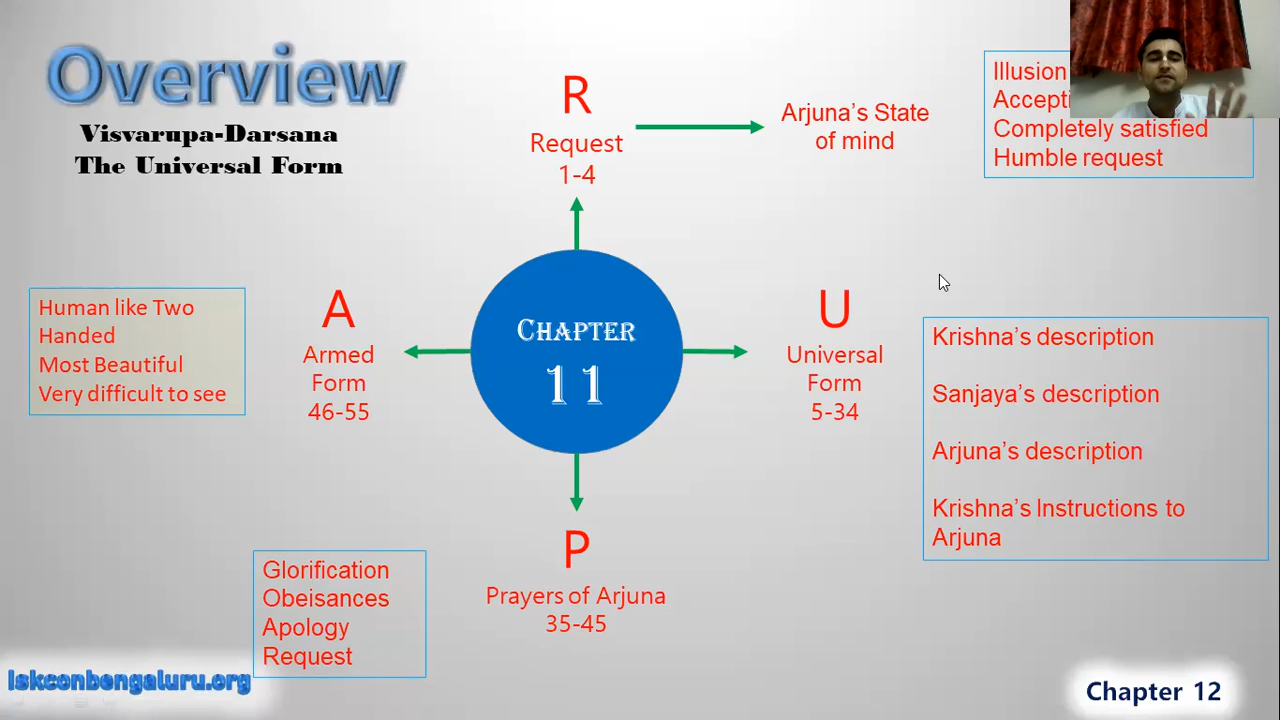 Overview
Visvarupa-Darsana
The Universal Form
R
Request
1-4
Arjuna's State
of mind
Illusion
Completely satisfied
Humble request
Human like Two
Handed
Most Beautiful
Very difficult to see
A
Armed
Form
46-55
Chapter
11
U
Universal
Form
5-34
Krishna's description
Sanjaya's description
Arjuna's description
Krishna's Instructions to
Arjuna
P
Prayers of Arjuna
35-45
Glorification
Obeisances
Apology
Request
Iskconbengaluru.org
Chapter 12